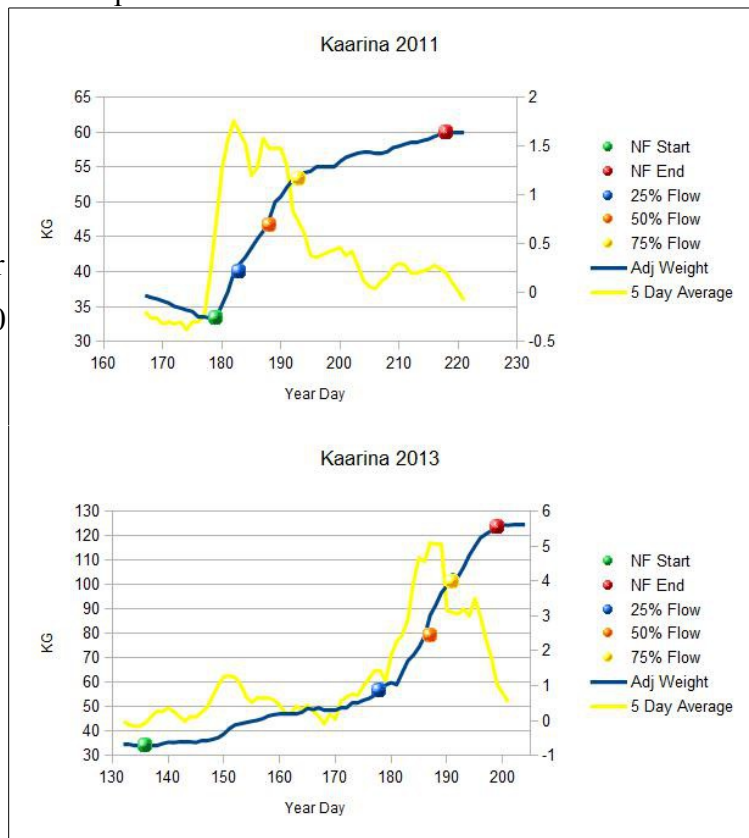 Kaarina 2011
65
60
55
50
45
40
35
30
2
1.5
1
0.5
0
-0.5
KG
160 170 180 190 200 210 220 230
Year Day
NF Start
NF End
25% Flow
50% Flow
75% Flow
Adj Weight
5 Day Average
r
0
Kaarina 2013
130
120
110
100
90
80
70
60
50
40
30
6
5
4
3
2
1
0
-1
KG
130 140 150 160 170 180 190 200
Year Day
NF Start
NF End
25% Flow
50% Flow
75% Flow
Adj Weight
5 Day Average